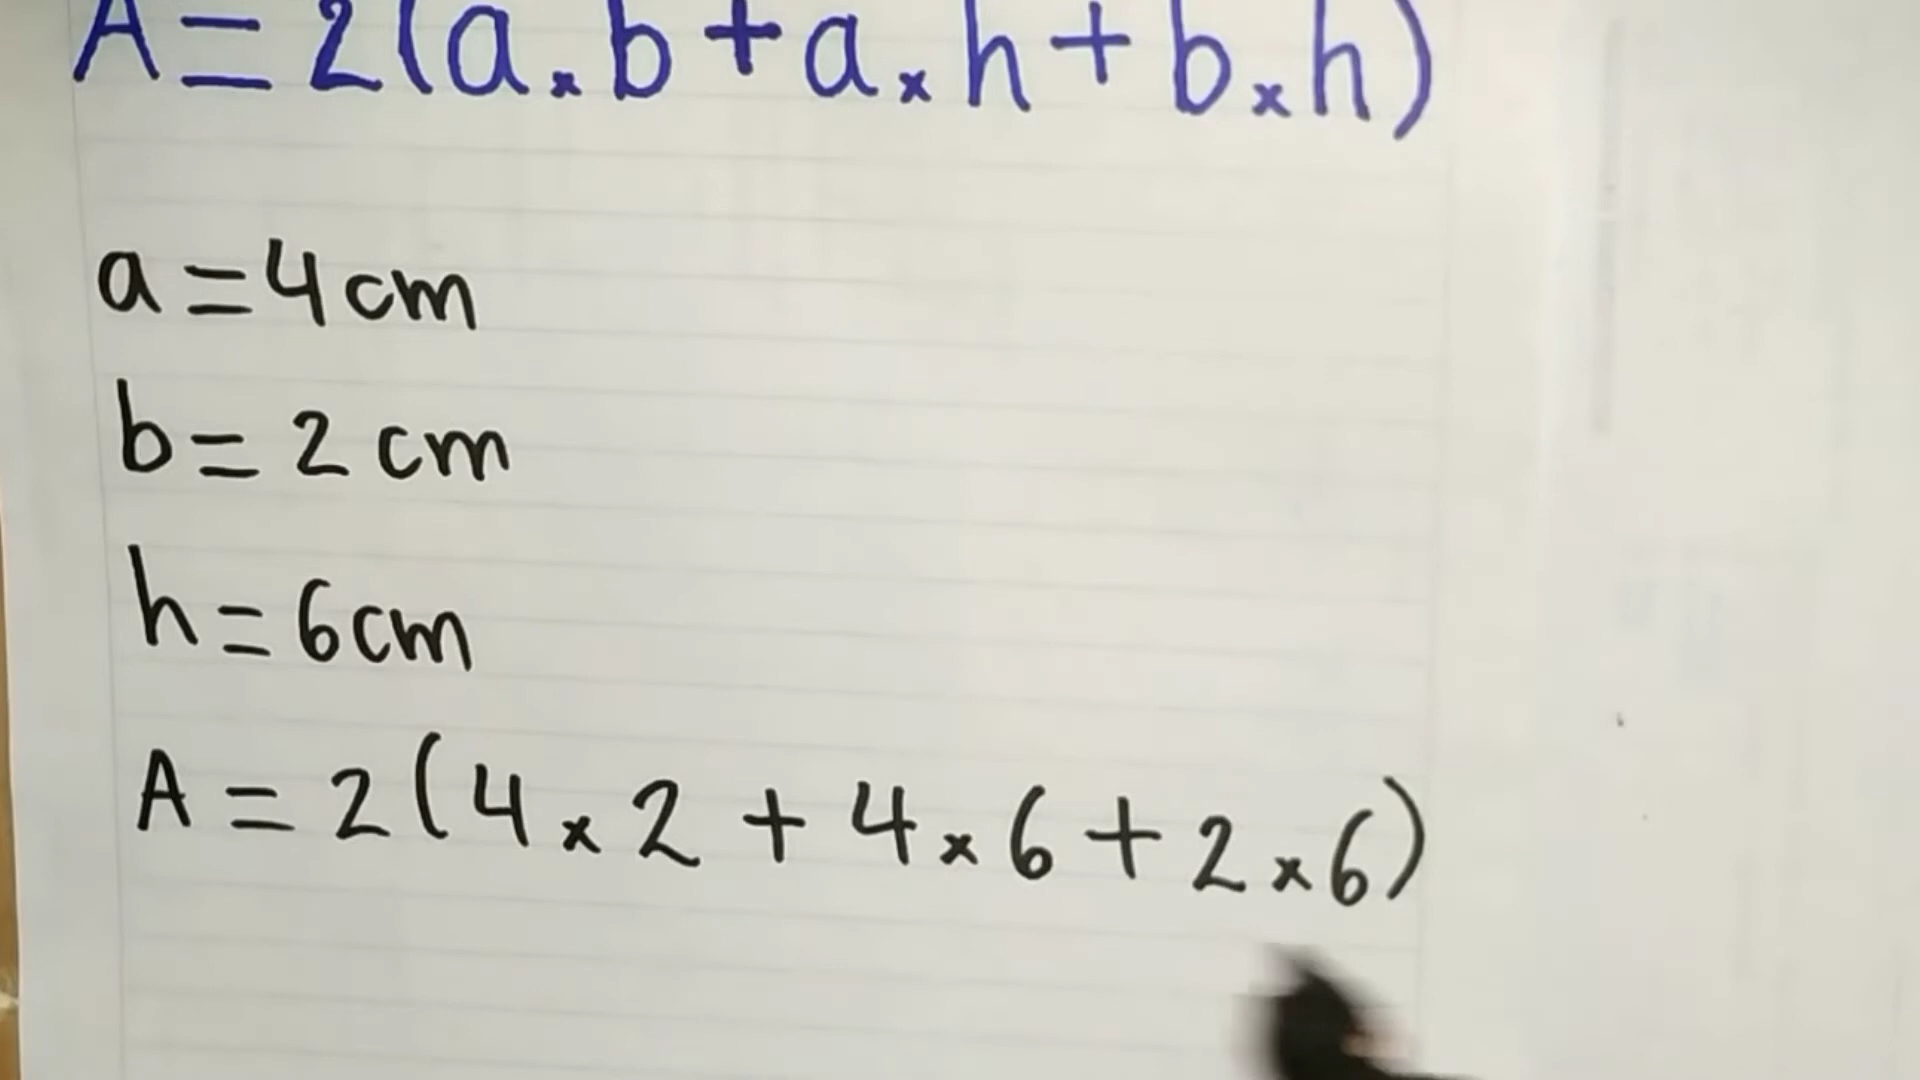 A = 2(a × b + a × h + b × h)
a = 4cm
b = 2 cm
h = 6cm
A = 2(4 × 2 + 4 × 6 + 2 × 6)